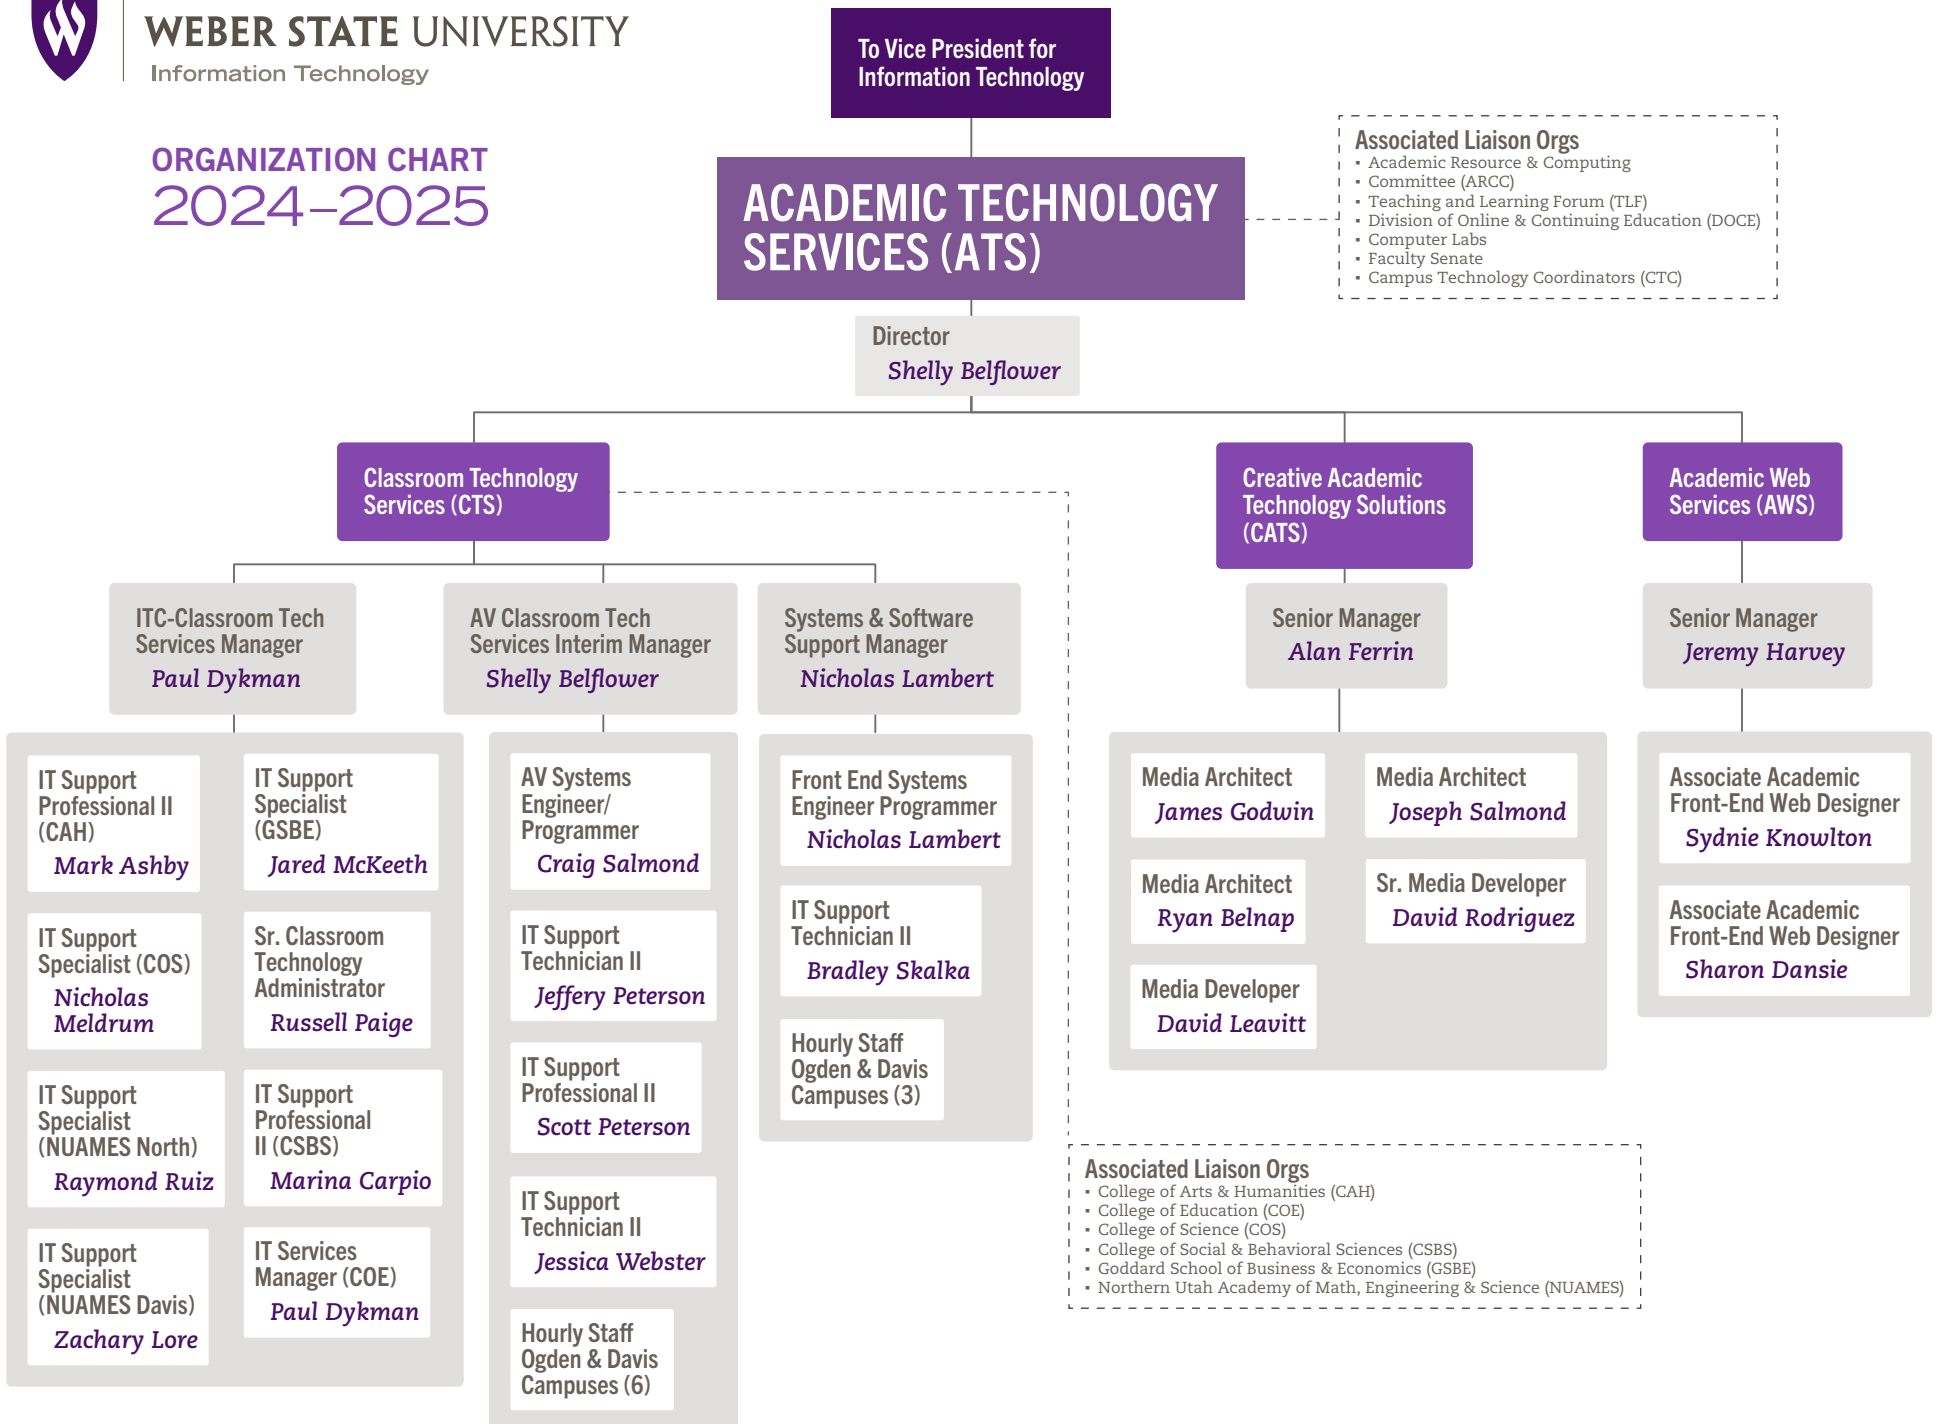 W
WEBER STATE UNIVERSITY
Information Technology
ORGANIZATION CHART
2024–2025
To Vice President for
Information Technology
ACADEMIC TECHNOLOGY
SERVICES (ATS)
Associated Liaison Orgs
▪ Academic Resource & Computing
▪ Committee (ARCC)
▪ Teaching and Learning Forum (TLF)
▪ Division of Online & Continuing Education (DOCE)
▪ Computer Labs
▪ Faculty Senate
▪ Campus Technology Coordinators (CTC)
Director
Shelly Belflower
Classroom Technology
Services (CTS)
Creative Academic
Technology Solutions
(CATS)
Academic Web
Services (AWS)
ITC-Classroom Tech
Services Manager
Paul Dykman
AV Classroom Tech
Services Interim Manager
Shelly Belflower
Systems & Software
Support Manager
Nicholas Lambert
Senior Manager
Alan Ferrin
Senior Manager
Jeremy Harvey
IT Support
Professional II
(CAH)
Mark Ashby
IT Support
Specialist
(GSBE)
Jared McKeeth
IT Support
Specialist (COS)
Nicholas
Meldrum
Sr. Classroom
Technology
Administrator
Russell Paige
IT Support
Specialist
(NUAMES North)
Raymond Ruiz
IT Support
Professional
II (CSBS)
Marina Carpio
IT Support
Specialist
(NUAMES Davis)
Zachary Lore
IT Services
Manager (COE)
Paul Dykman
AV Systems
Engineer/
Programmer
Craig Salmond
IT Support
Technician II
Jeffery Peterson
IT Support
Professional II
Scott Peterson
IT Support
Technician II
Jessica Webster
Hourly Staff
Ogden & Davis
Campuses (6)
Front End Systems
Engineer Programmer
Nicholas Lambert
IT Support
Technician II
Bradley Skalka
Hourly Staff
Ogden & Davis
Campuses (3)
Media Architect
James Godwin
Media Architect
Joseph Salmond
Media Architect
Ryan Belnap
Sr. Media Developer
David Rodriguez
Media Developer
David Leavitt
Associate Academic
Front-End Web Designer
Sydnie Knowlton
Associate Academic
Front-End Web Designer
Sharon Dansie
Associated Liaison Orgs
▪ College of Arts & Humanities (CAH)
▪ College of Education (COE)
▪ College of Science (COS)
▪ College of Social & Behavioral Sciences (CSBS)
▪ Goddard School of Business & Economics (GSBE)
▪ Northern Utah Academy of Math, Engineering & Science (NUAMES)